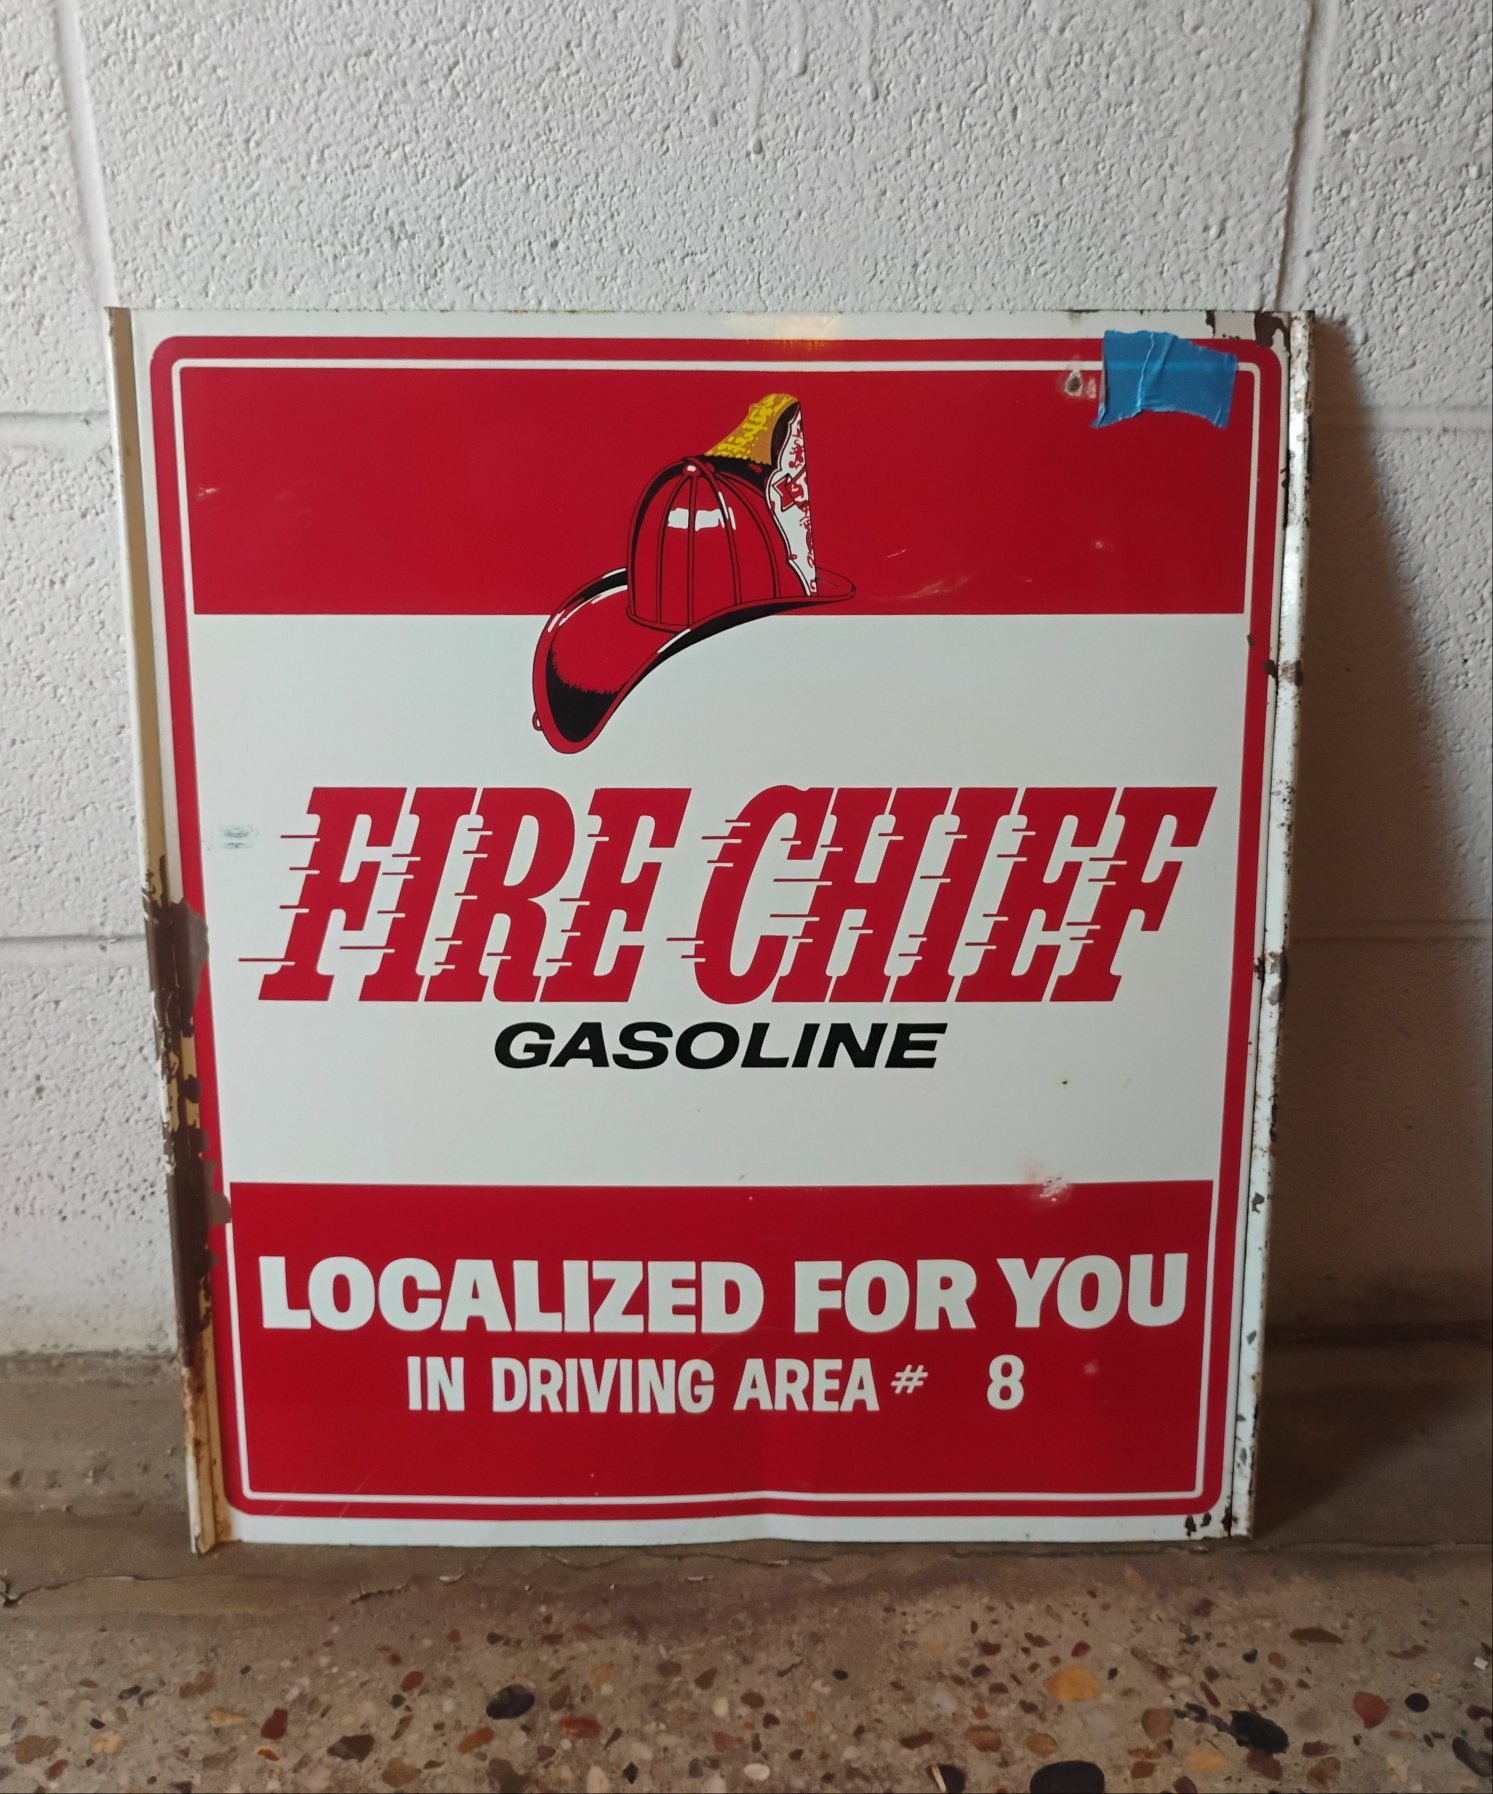 FIRE CHIEF
GASOLINE
LOCALIZED FOR YOU
IN DRIVING AREA # 8